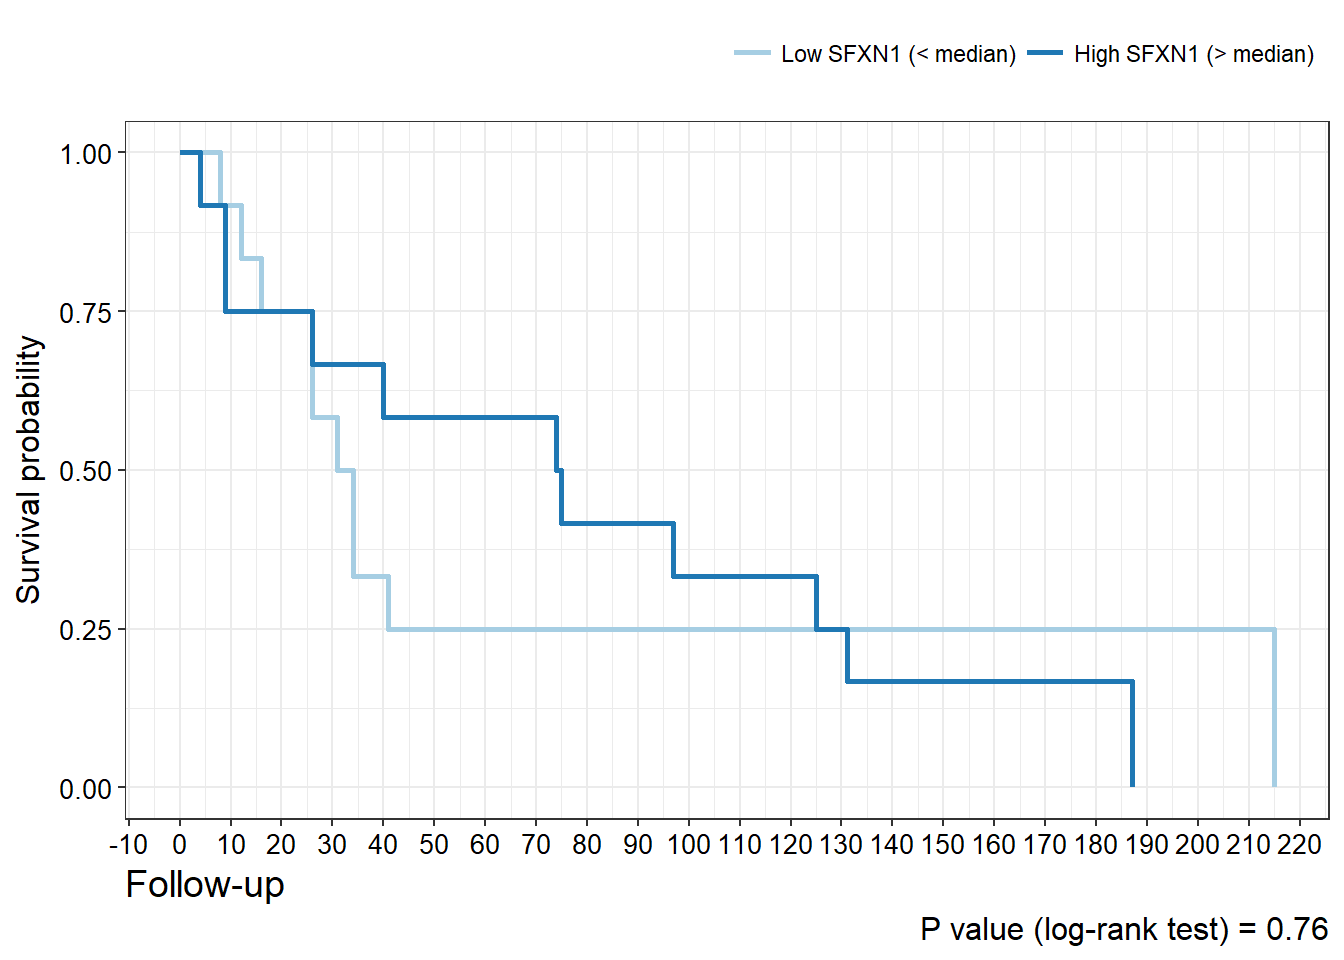 Low SFXN1 (< median) High SFXN1 (> median)
1.00
0.75
0.50
0.25
0.00
Survival probability
-10 0 10 20 30 40 50 60 70 80 90 100 110 120 130 140 150 160 170 180 190 200 210 220
Follow-up
P value (log-rank test) = 0.76